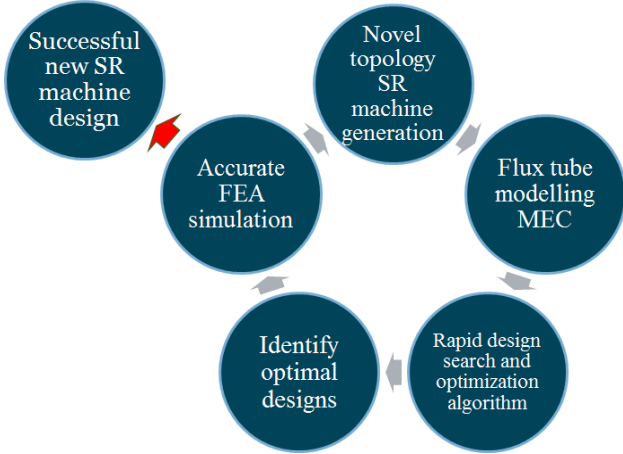 Successful
new SR
machine
design
Novel
topology
SR
machine
generation
Accurate
FEA
simulation
Flux tube
modelling
MEC
Identify
optimal
designs
Rapid design
search and
optimization
algorithm